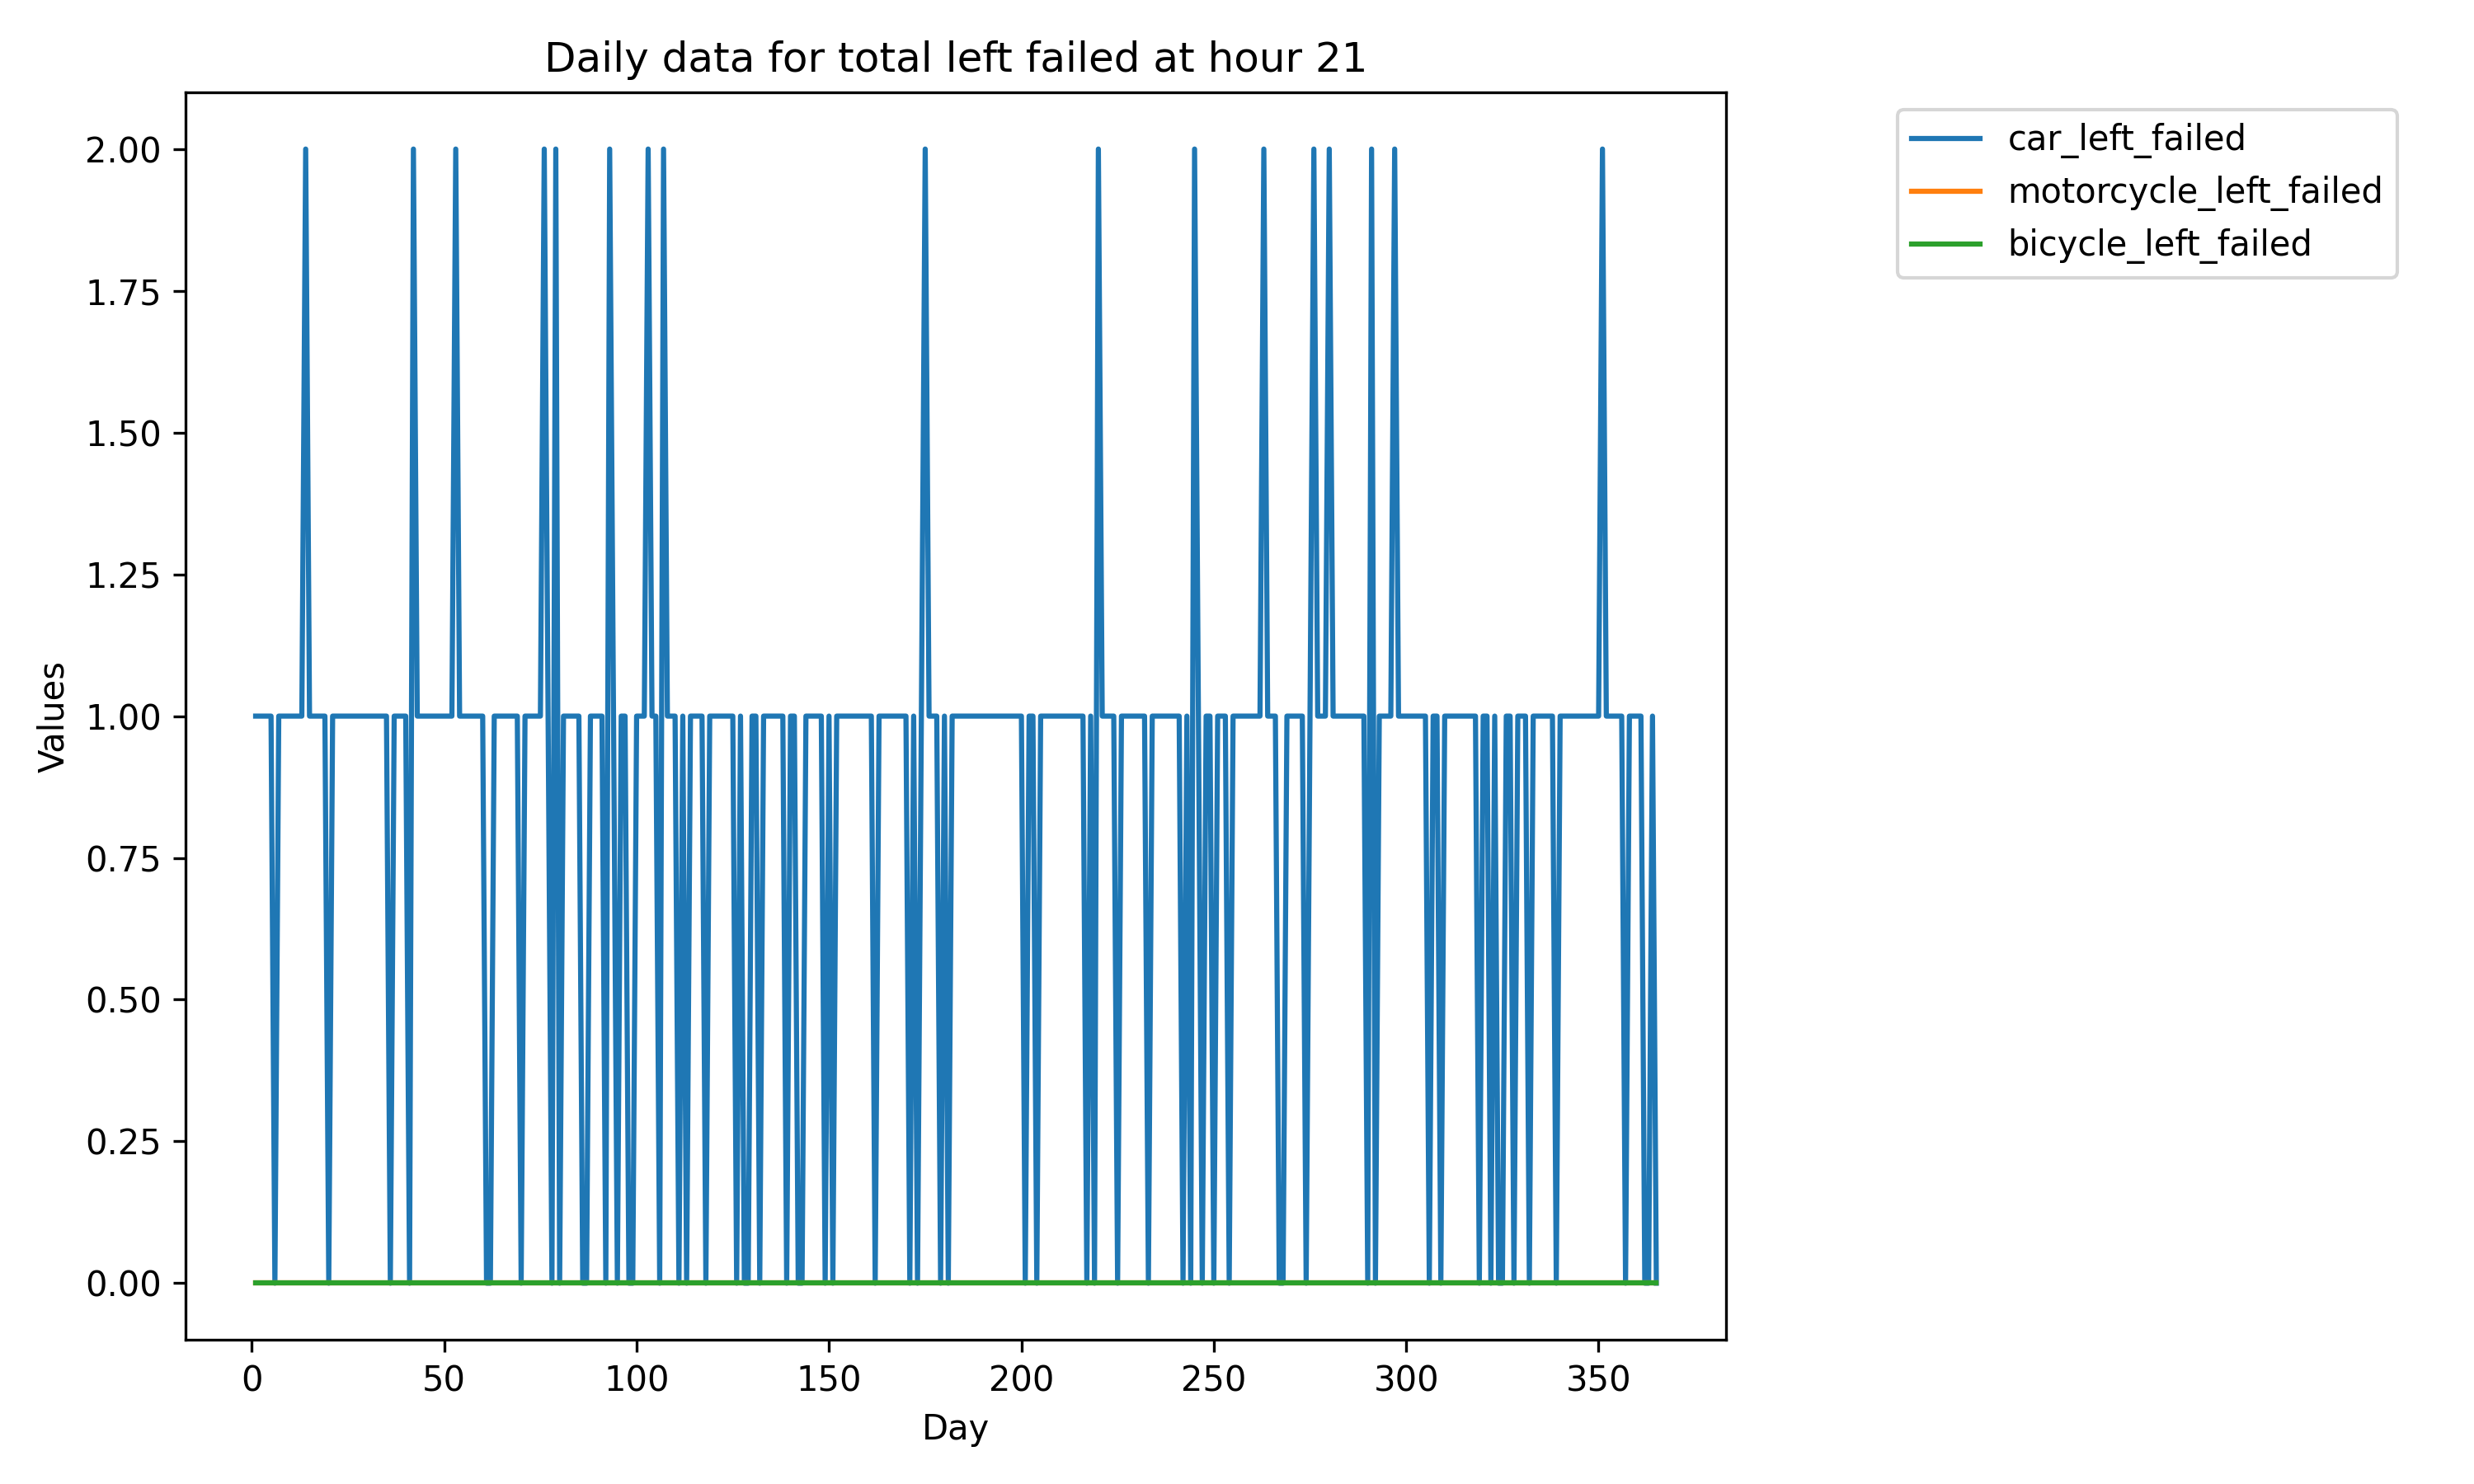 Daily data for total left failed at hour 21
car_left_failed
motorcycle_left_failed
bicycle_left_failed
Values
2.00
1.75
1.50
1.25
1.00
0.75
0.50
0.25
0.00
0 50 100 150 200 250 300 350
Day